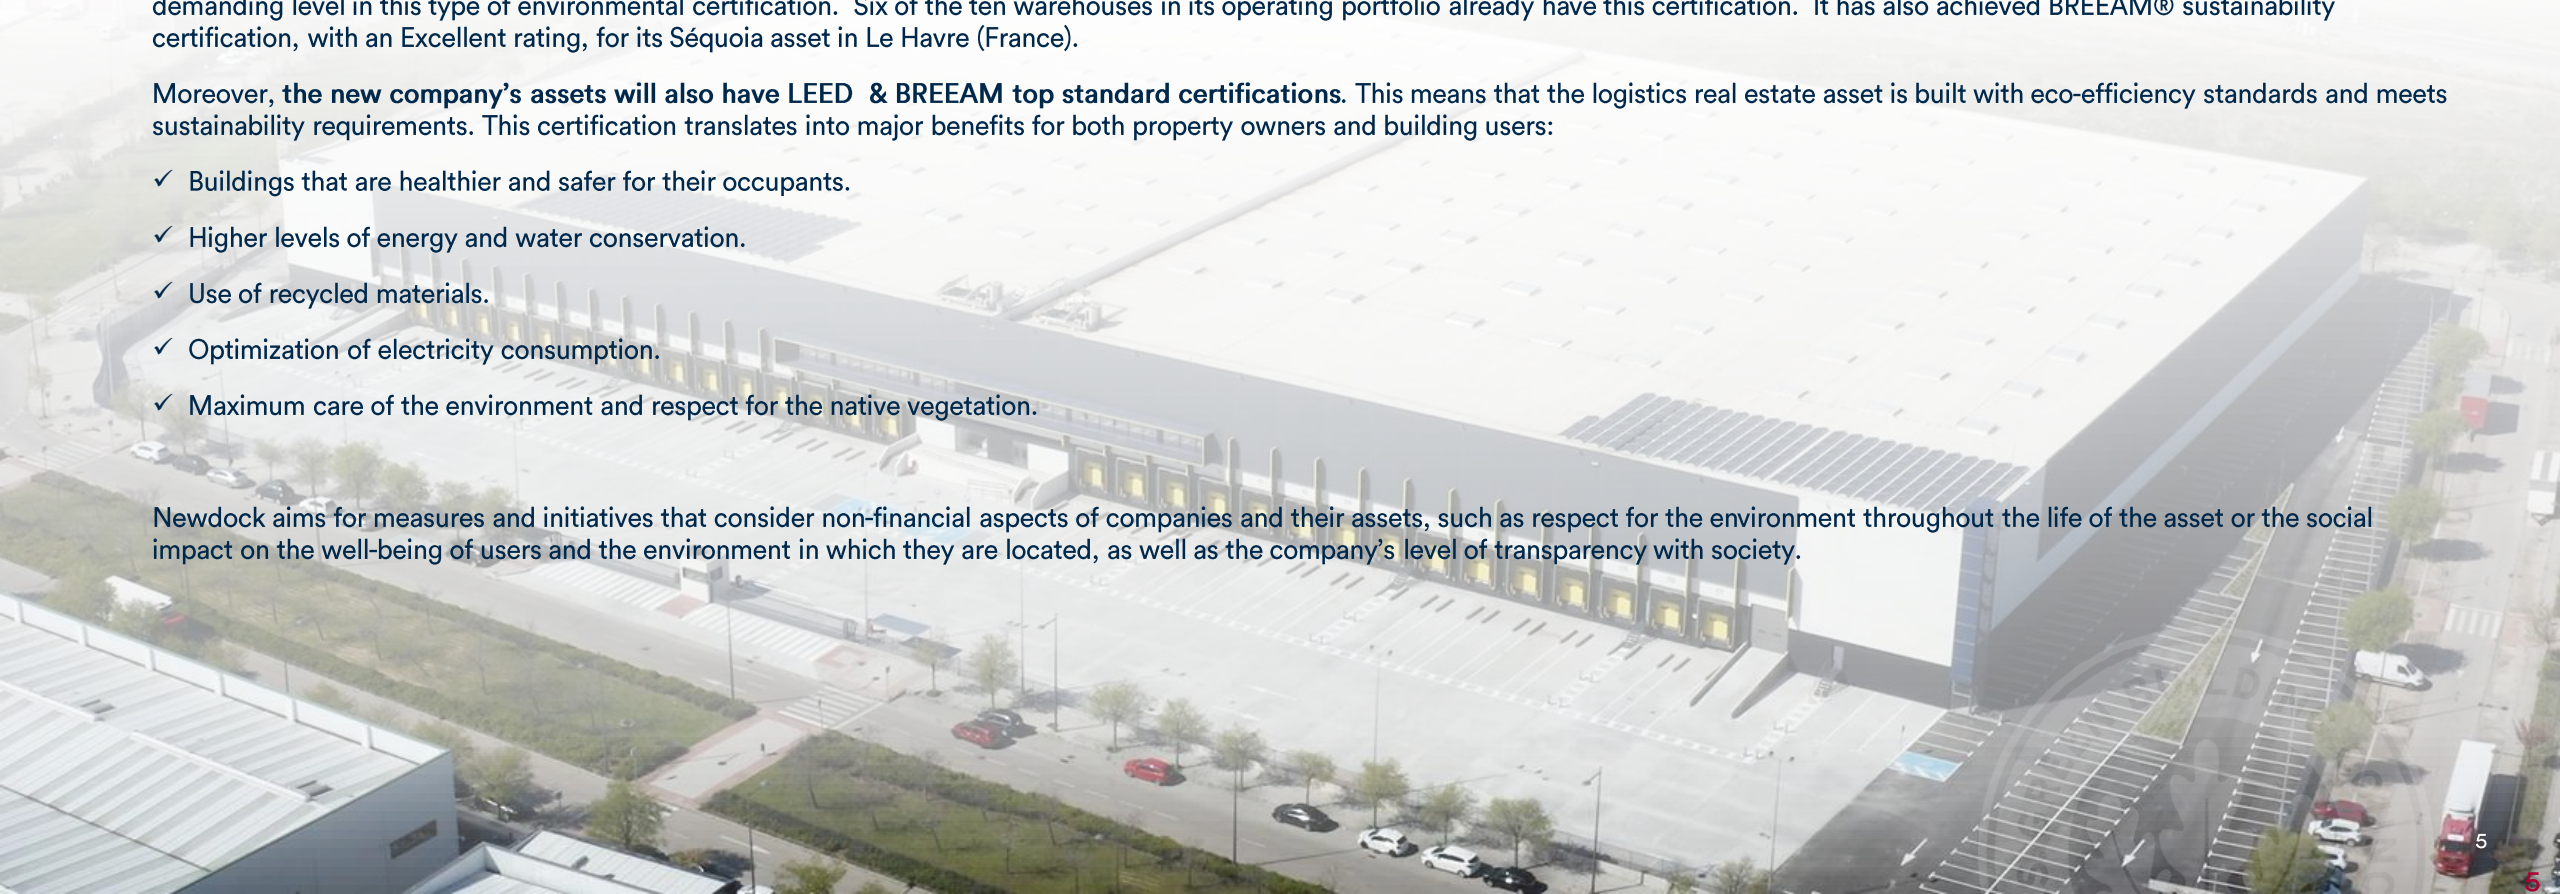 demanding level in this type of environmental certification.  Six of the ten warehouses in its operating portfolio already have this certification.  It has also achieved BREEAM® sustainability
certification, with an Excellent rating, for its Séquoia asset in Le Havre (France).
Moreover, the new company’s assets will also have LEED  & BREEAM top standard certifications. This means that the logistics real estate asset is built with eco-efficiency standards and meets
sustainability requirements. This certification translates into major benefits for both property owners and building users:
✓ Buildings that are healthier and safer for their occupants.
✓ Higher levels of energy and water conservation.
✓ Use of recycled materials.
✓ Optimization of electricity consumption.
✓ Maximum care of the environment and respect for the native vegetation.
Newdock aims for measures and initiatives that consider non-financial aspects of companies and their assets, such as respect for the environment throughout the life of the asset or the social
impact on the well-being of users and the environment in which they are located, as well as the company’s level of transparency with society.
5
5